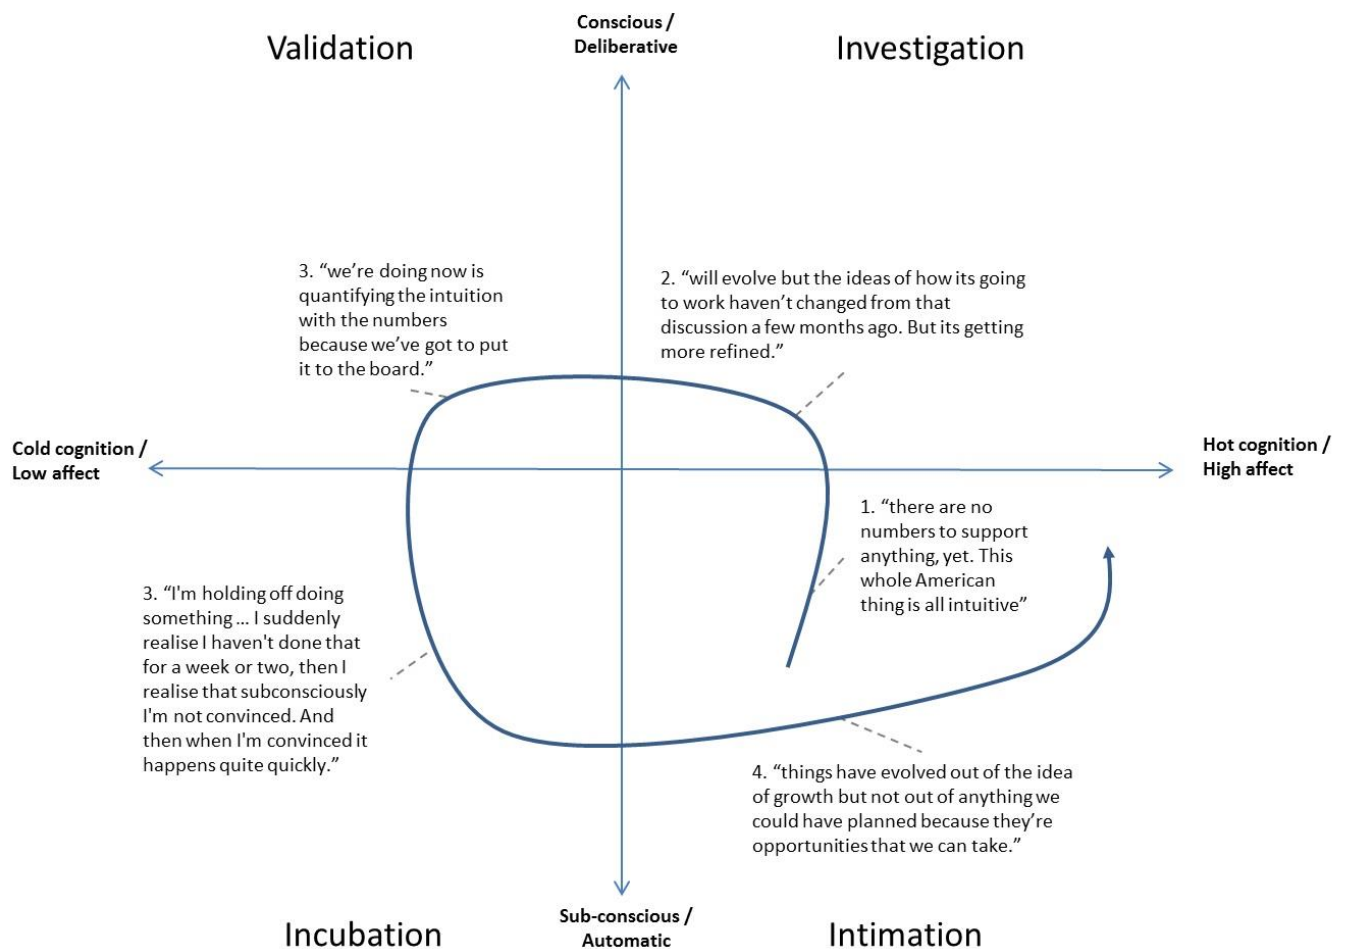 Conscious /
Deliberative
Validation
Investigation
3. “we’re doing now is
quantifying the intuition
with the numbers
because we’ve got to put
it to the board.”
2. “will evolve but the ideas of how its going
to work haven’t changed from that
discussion a few months ago. But its getting
more refined.”
Cold cognition /
Low affect
Hot cognition /
High affect
1. “there are no
numbers to support
anything, yet. This
whole American
thing is all intuitive”
3. “I'm holding off doing
something ... I suddenly
realise I haven't done that
for a week or two, then I
realise that subconsciously
I'm not convinced. And
then when I'm convinced it
happens quite quickly.”
4. “things have evolved out of the idea
of growth but not out of anything we
could have planned because they’re
opportunities that we can take.”
Sub-conscious /
Automatic
Incubation
Intimation